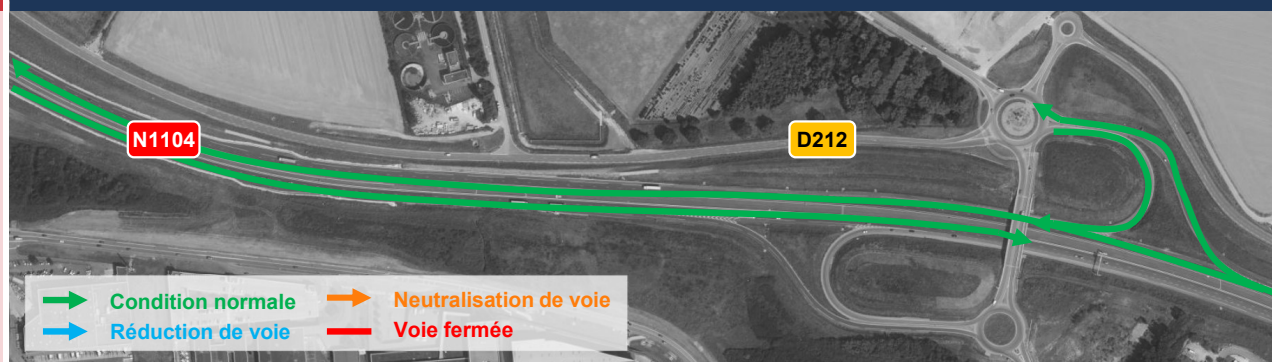 N1104
D212
Condition normale
Neutralisation de voie
Réduction de voie
Voie fermée